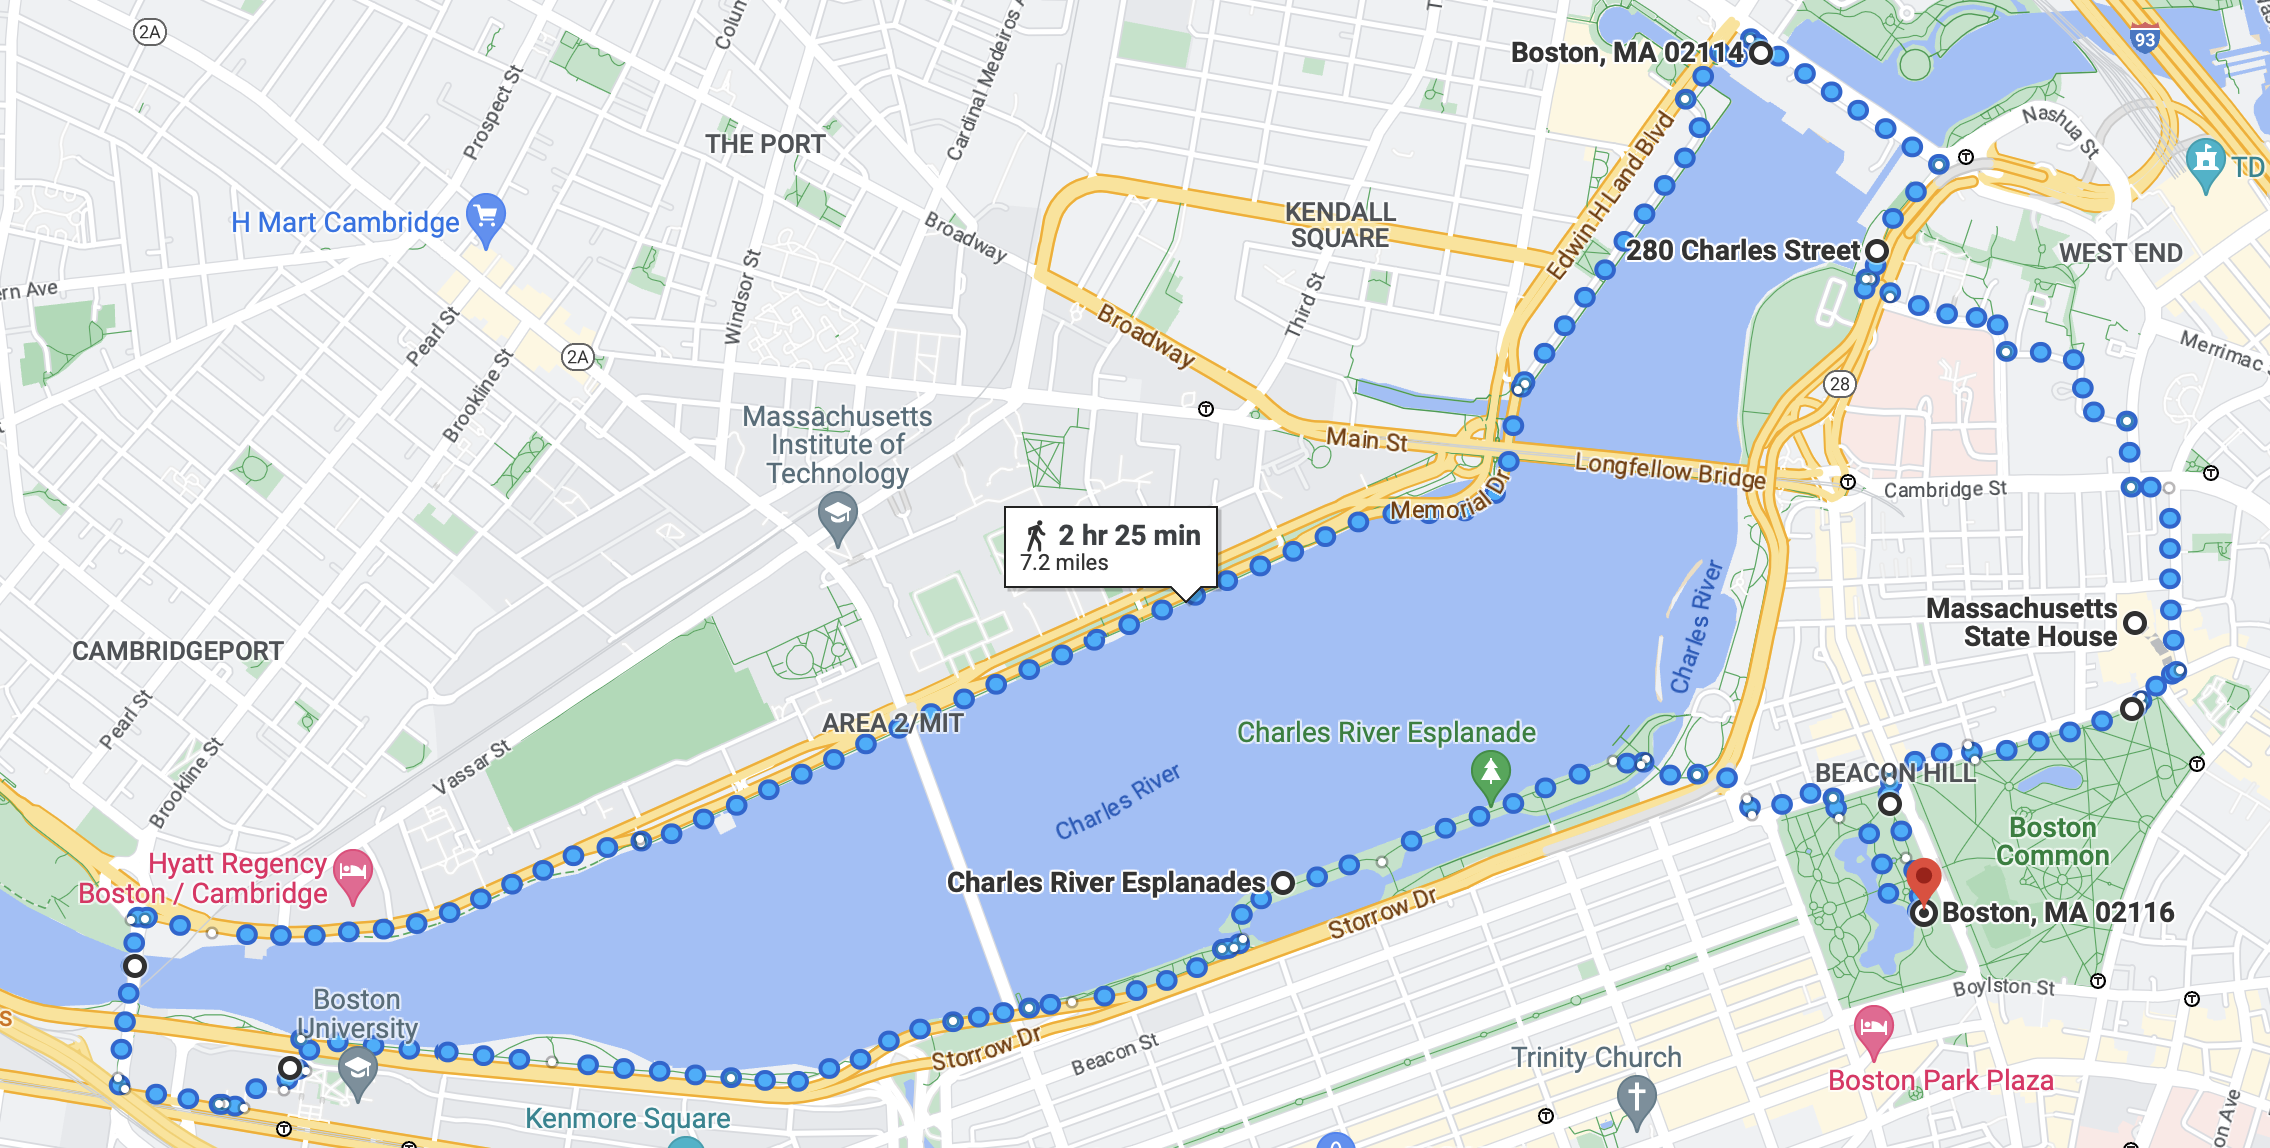 2A
Colum
Cardinal Medeiros A
T
Boston, MA 02114
93
Prospect St
THE PORT
Nashua St
TD
H Mart Cambridge
Broadway
KENDALL
SQUARE
Edwin H Land Blvd
280 Charles Street
WEST END
ern Ave
Pearl St
Windsor St
Third St
Broadway
Merrimac
2A
Brookline St
28
Massachusetts
Institute of
Technology
Main St
Longfellow Bridge
Cambridge St
Memorial Dr
2 hr 25 min
7.2 miles
Charles River
Massachusetts
State House
CAMBRIDGEPORT
Pearl St
AREA 2/MIT
Charles River Esplanade
Brookline St
Vassar St
Charles River
BEACON HILL
Boston
Common
Hyatt Regency
Boston / Cambridge
Charles River Esplanades
Storrow Dr
Boston, MA 02116
Boylston St
Boston
University
S
Storrow Dr
Beacon St
Trinity Church
Boston Park Plaza
Kenmore Square
on Ave